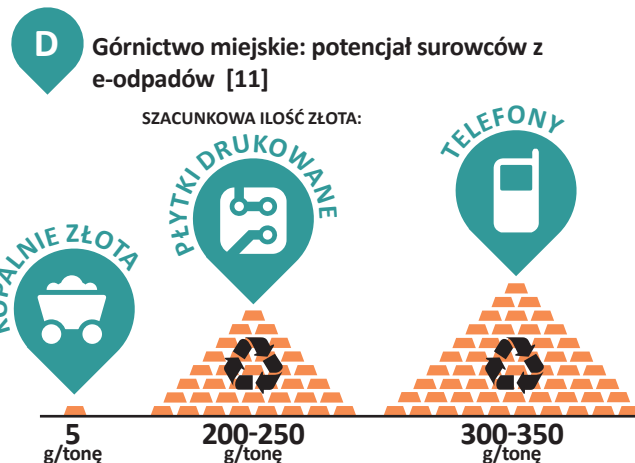 D
Górnictwo miejskie: potencjał surowców z
e-odpadów [11]
SZACUNKOWA ILOŚĆ ZŁOTA:
KOPALNIE ZŁOTA
PŁYTKI DRUKOWANE
TELEFONY
5
g/tonę
200-250
g/tonę
300-350
g/tonę